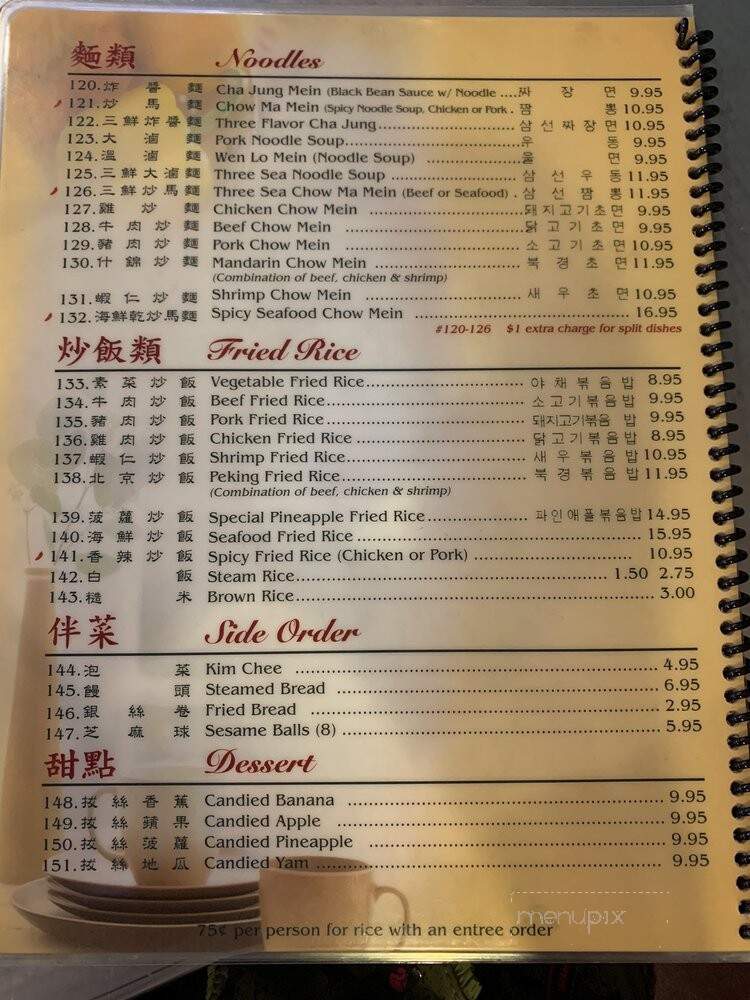 麵類 Noodles
120. 炸醬麵 Cha Jung Mein (Black Bean Sauce w/ Noodle .... 짜장면 9.95
121. 炒馬麵 Chow Ma Mein (Spicy Noodle Soup, Chicken or Pork . 짬뽕 10.95
122. 三鮮炸醬麵 Three Flavor Cha Jung ........ 삼선짜장면 10.95
123. 大滷麵 Pork Noodle Soup ........ 우동 9.95
124. 溫滷麵 Wen Lo Mein (Noodle Soup) ........ 울면 9.95
125. 三鮮大滷麵 Three Sea Noodle Soup ........ 삼선우동 11.95
126. 三鮮炒馬麵 Three Sea Chow Ma Mein (Beef or Seafood) . 삼선짬뽕 11.95
127. 雞炒麵 Chicken Chow Mein ........ 돼지고기초면 9.95
128. 牛肉炒麵 Beef Chow Mein ........ 닭고기초면 9.95
129. 豬肉炒麵 Pork Chow Mein ........ 소고기초면 10.95
130. 什錦炒麵 Mandarin Chow Mein ........ 북경초면 11.95
(Combination of beef, chicken & shrimp)
131. 蝦仁炒麵 Shrimp Chow Mein ........ 새우초면 10.95
132. 海鮮乾炒馬麵 Spicy Seafood Chow Mein ........ 16.95
#120-126 $1 extra charge for split dishes
炒飯類 Fried Rice
133. 素菜炒飯 Vegetable Fried Rice ........ 야채볶음밥 8.95
134. 牛肉炒飯 Beef Fried Rice ........ 소고기볶음밥 9.95
135. 豬肉炒飯 Pork Fried Rice ........ 돼지고기볶음밥 9.95
136. 雞肉炒飯 Chicken Fried Rice ........ 닭고기볶음밥 8.95
137. 蝦仁炒飯 Shrimp Fried Rice ........ 새우볶음밥 10.95
138. 北京炒飯 Peking Fried Rice ........ 북경볶음밥 11.95
(Combination of beef, chicken & shrimp)
139. 菠蘿炒飯 Special Pineapple Fried Rice ........ 파인애플볶음밥 14.95
140. 海鮮炒飯 Seafood Fried Rice ........ 15.95
141. 香辣炒飯 Spicy Fried Rice (Chicken or Pork) ........ 10.95
142. 白飯 Steam Rice ........ 1.50 2.75
143. 糙米 Brown Rice ........ 3.00
伴菜 Side Order
144. 泡菜 Kim Chee ........ 4.95
145. 饅頭 Steamed Bread ........ 6.95
146. 銀絲卷 Fried Bread ........ 2.95
147. 芝麻球 Sesame Balls (8) ........ 5.95
甜點 Dessert
148. 拔絲香蕉 Candied Banana ........ 9.95
149. 拔絲蘋果 Candied Apple ........ 9.95
150. 拔絲菠蘿 Candied Pineapple ........ 9.95
151. 拔絲地瓜 Candied Yam ........ 9.95
75¢ per person for rice with an entree order
menupix